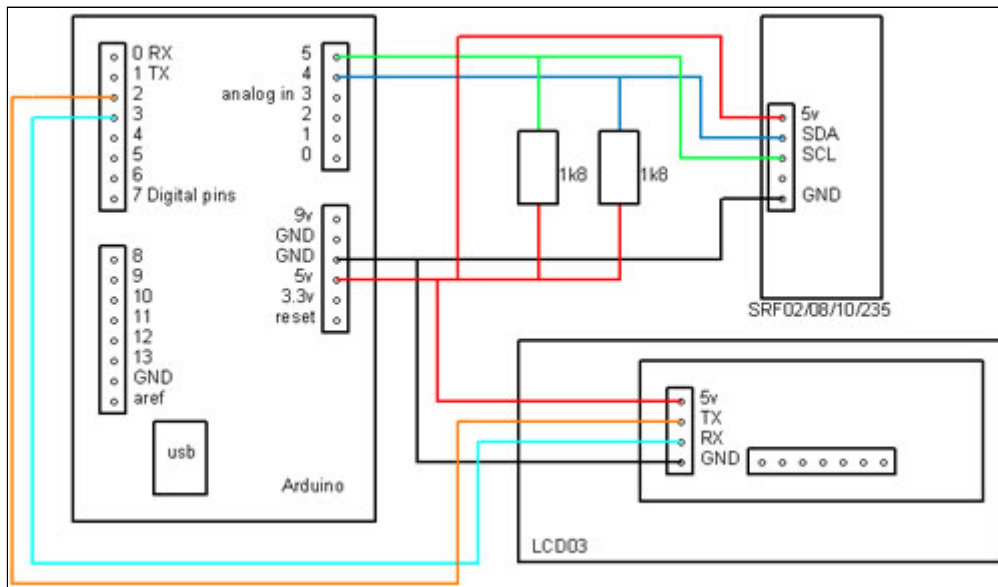 0 RX
1 TX
2
3
4
5
6
7 Digital pins
8
9
10
11
12
13
GND
aref
usb
Arduino
5
4
analog in 3
2
1
0
9v
GND
GND
5v
3.3v
reset
1k8
1k8
5v
SDA
SCL
GND
SRF02/08/10/235
5v
TX
RX
GND
LCD03